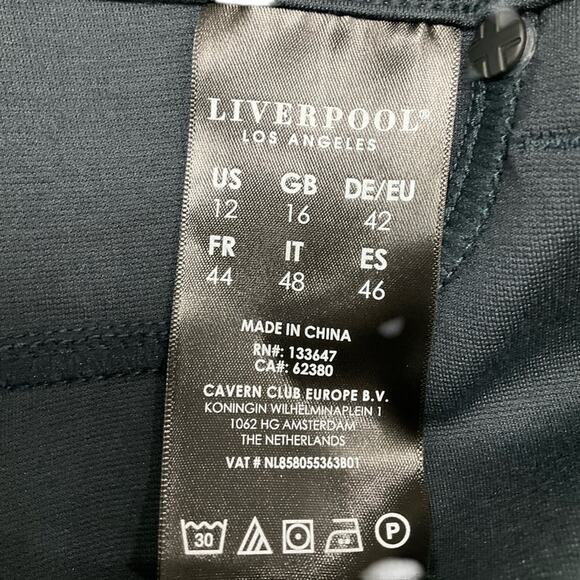 LIVERPOOL®
LOS ANGELES
US GB DE/EU
12 16 42
FR IT ES
44 48 46
MADE IN CHINA
RN#: 133647
CA#: 62380
CAVERN CLUB EUROPE B.V.
KONINGIN WILHELMINAPLEIN 1
1062 HG AMSTERDAM
THE NETHERLANDS
VAT # NL858055363B01
30 P